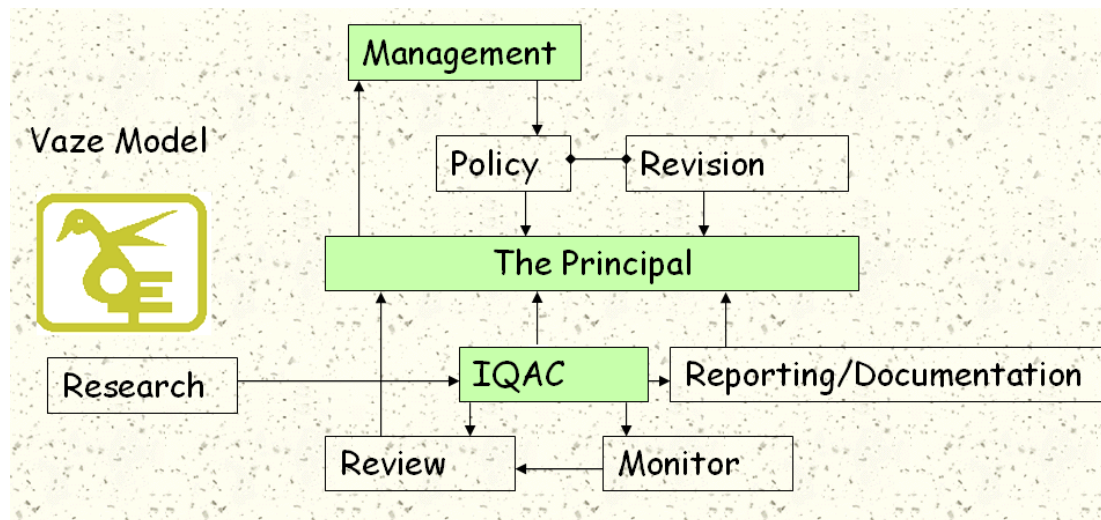 Management
Vaze Model
Policy
Revision
The Principal
Research
IQAC
Reporting/Documentation
Review
Monitor